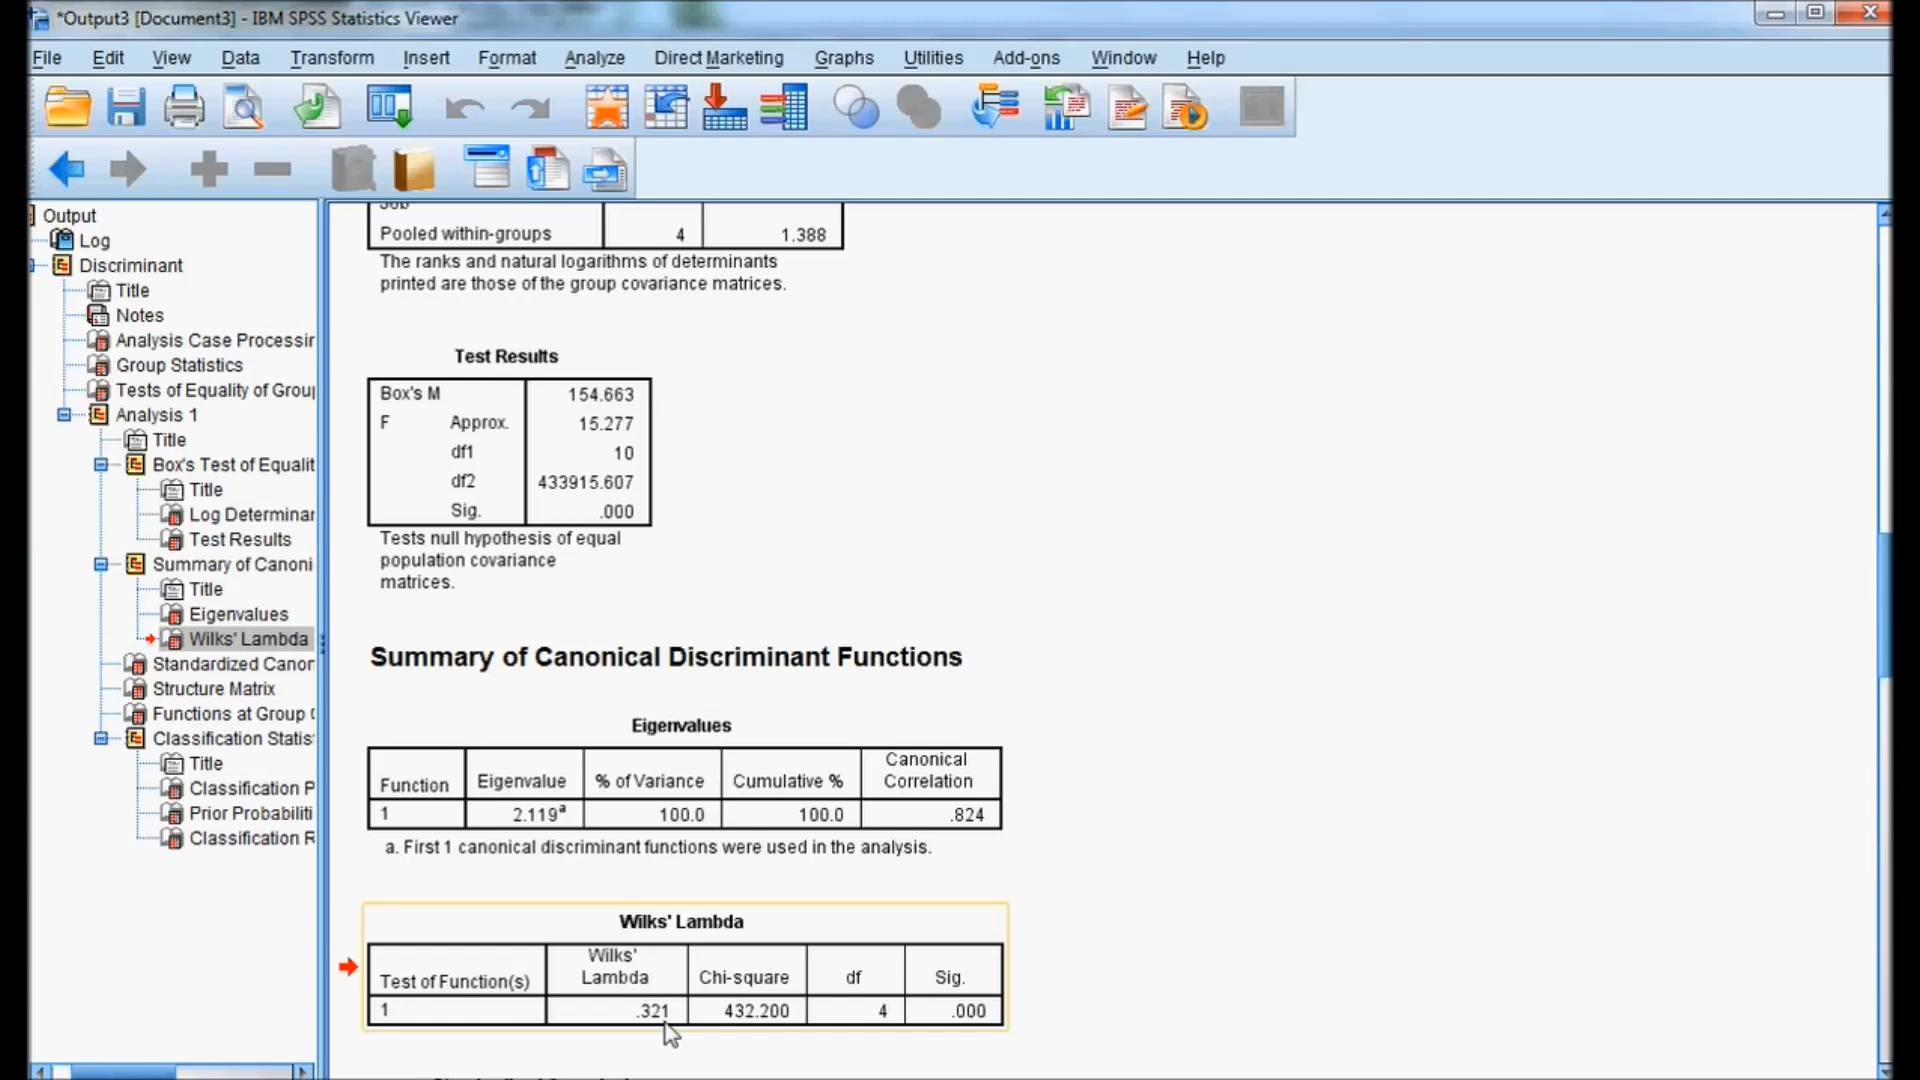 *Output3 [Document3] - IBM SPSS Statistics Viewer
File Edit View Data Transform Insert Format Analyze Direct Marketing Graphs Utilities Add-ons Window Help
Output
Log
Discriminant
Title
Notes
Analysis Case Processin
Group Statistics
Tests of Equality of Group
Analysis 1
Title
Box's Test of Equalit
Title
Log Determinan
Test Results
Summary of Canoni
Title
Eigenvalues
Wilks' Lambda
Standardized Canon
Structure Matrix
Functions at Group C
Classification Statis
Title
Classification P
Prior Probabiliti
Classification R
Pooled within-groups 4 1.388
The ranks and natural logarithms of determinants
printed are those of the group covariance matrices.
Test Results
Box's M 154.663
F Approx. 15.277
df1 10
df2 433915.607
Sig. .000
Tests null hypothesis of equal
population covariance
matrices.
Summary of Canonical Discriminant Functions
Eigenvalues
Function Eigenvalue % of Variance Cumulative % Canonical Correlation
1 2.119a 100.0 100.0 .824
a. First 1 canonical discriminant functions were used in the analysis.
Wilks' Lambda
Test of Function(s) Wilks' Lambda Chi-square df Sig.
1 .321 432.200 4 .000